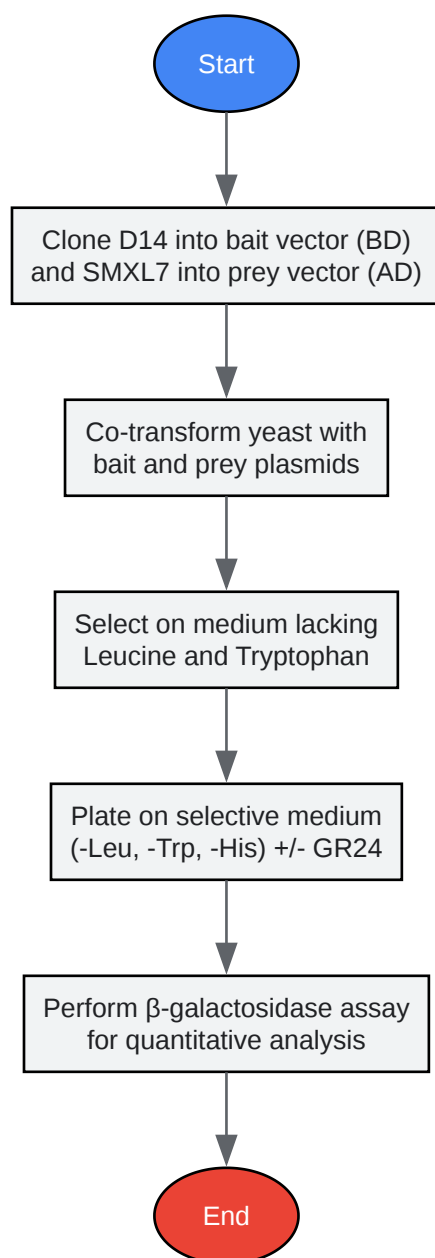 Start
Clone D14 into bait vector (BD)
and SMXL7 into prey vector (AD)
Co-transform yeast with
bait and prey plasmids
Select on medium lacking
Leucine and Tryptophan
Plate on selective medium
(-Leu, -Trp, -His) +/- GR24
Perform β-galactosidase assay
for quantitative analysis
End